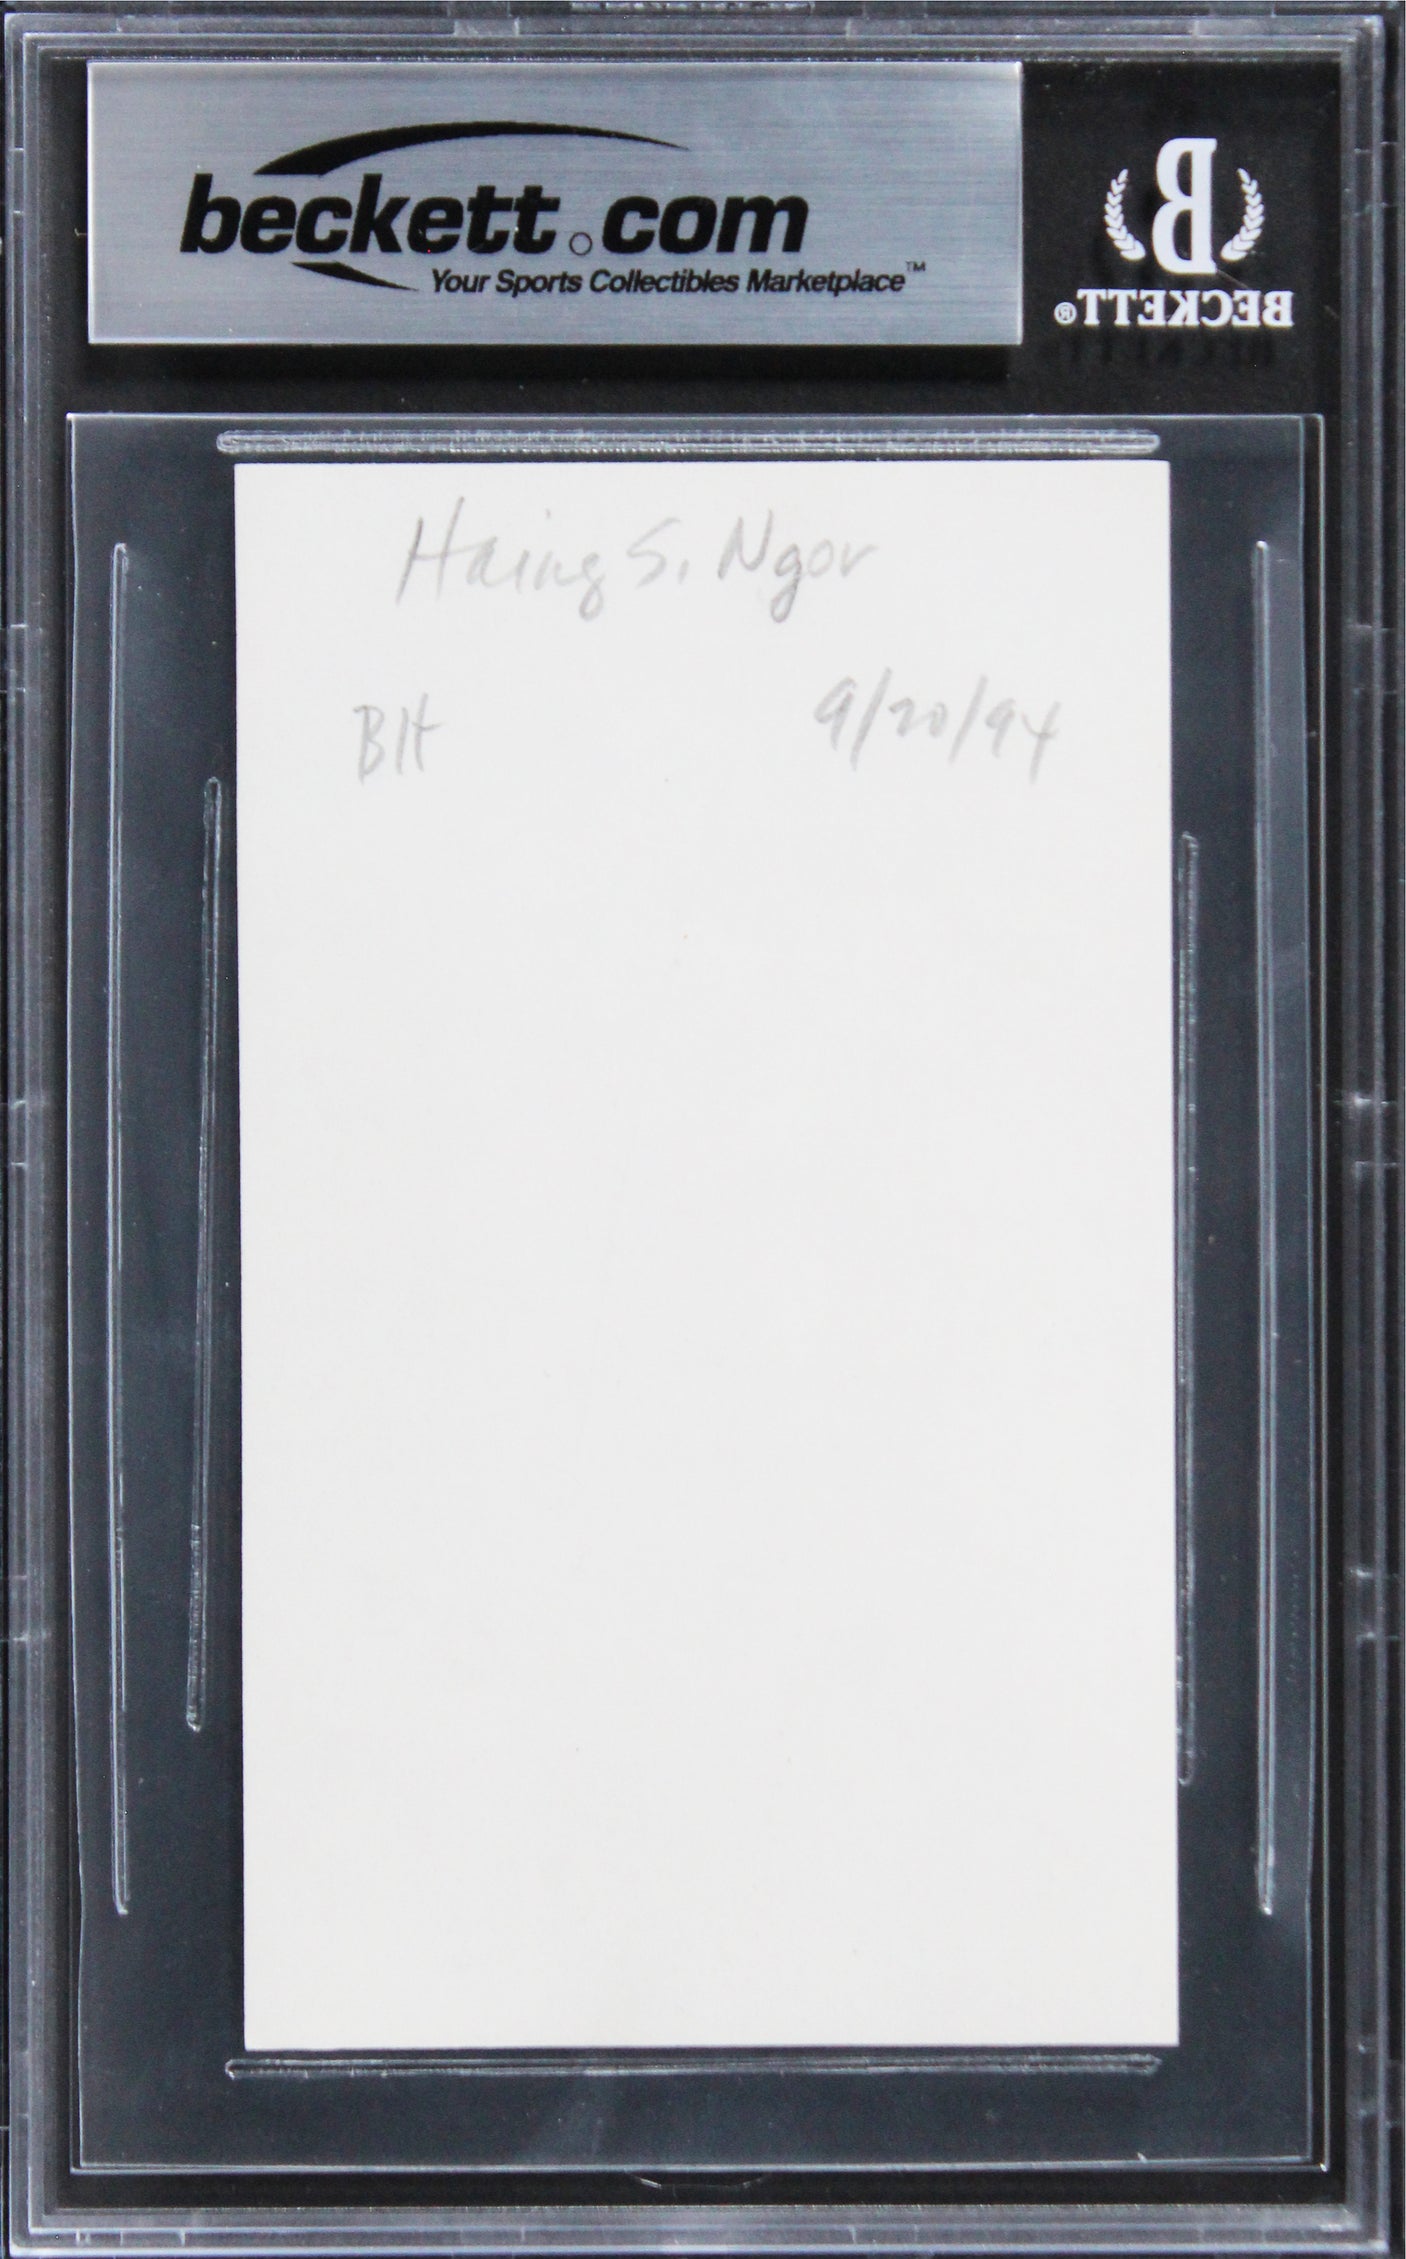 beckett.com
Your Sports Collectibles Marketplace™
B
BECKETT®
Haing S. Ngor
BH 9/20/94